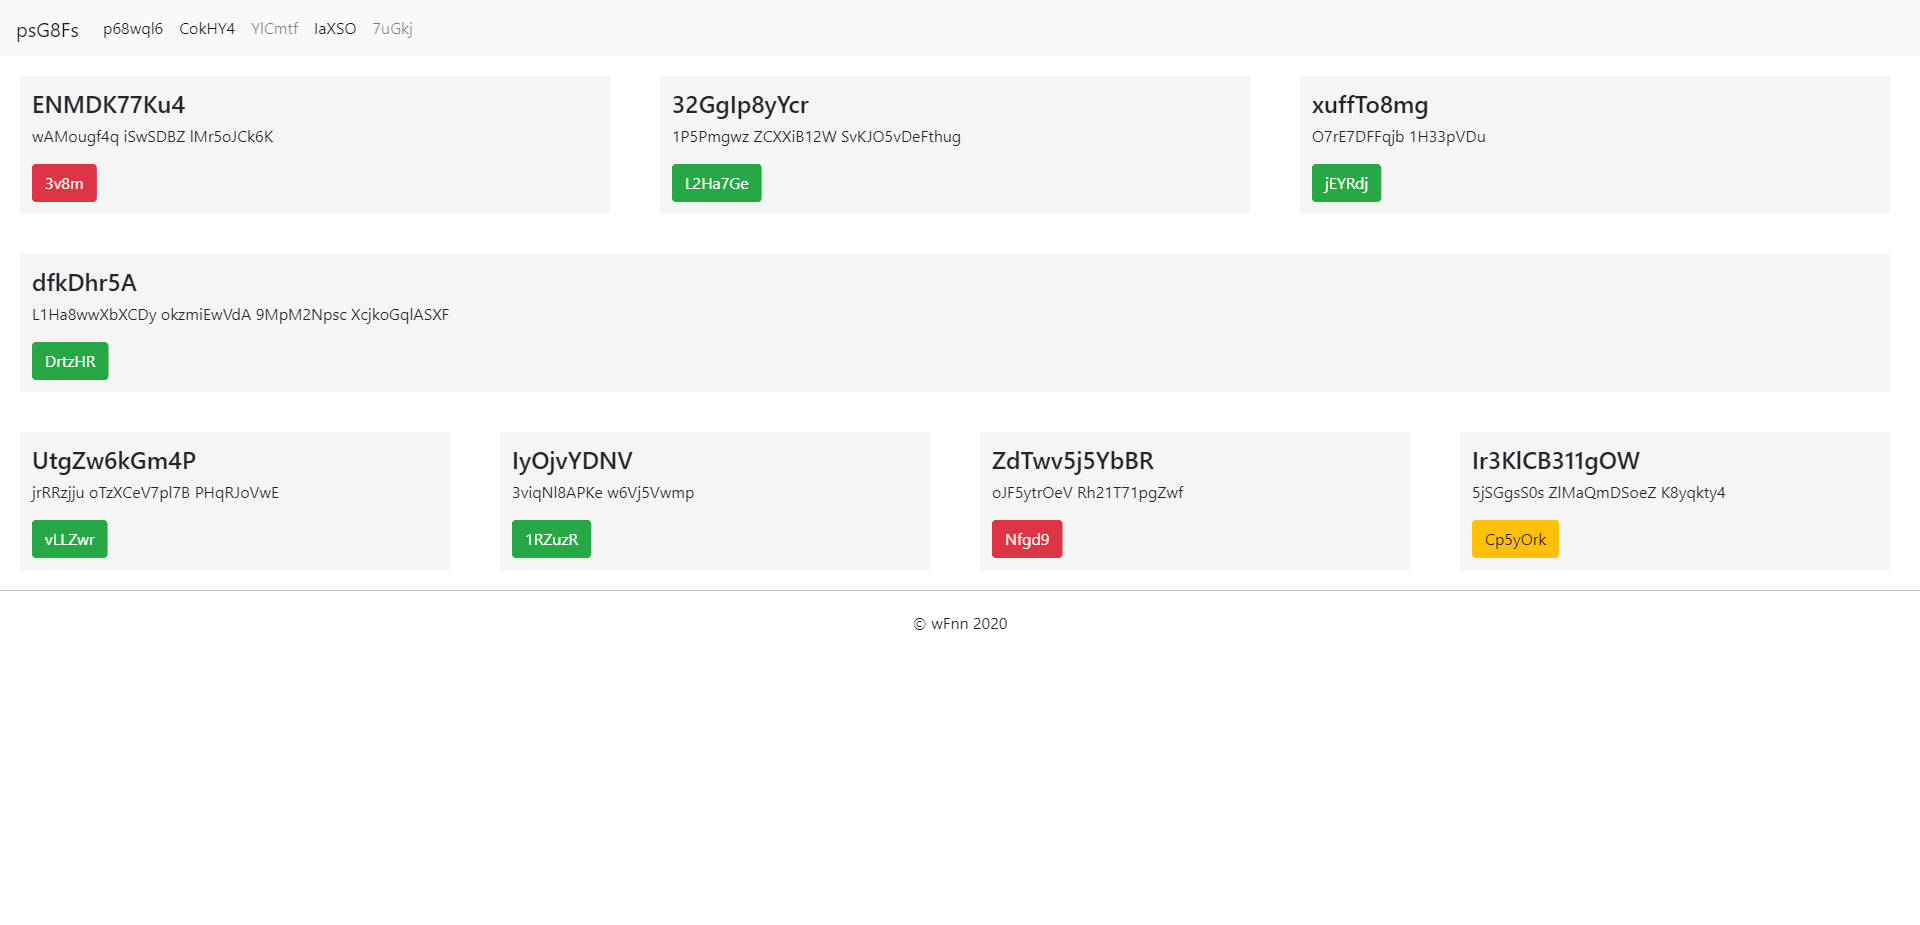 psG8Fs p68wql6 CokHY4 YlCmtf IaXSO 7uGkj
ENMDK77Ku4
wAMougf4q iSwSDBZ lMr5oJCk6K
3v8m
32GgIp8yYcr
1P5Pmgwz ZCXXiB12W SvKJO5vDeFthug
L2Ha7Ge
xuffTo8mg
O7rE7DFFqjb 1H33pVDu
jEYRdj
dfkDhr5A
L1Ha8wwXbXCDy okzmiEwVdA 9MpM2Npsc XcjkoGqlASXF
DrtzHR
UtgZw6kGm4P
jrRRzjju oTzXCeV7pl7B PHqRJoVwE
vLLZwr
IyOjvYDNV
3viqNl8APKe w6Vj5Vwmp
1RZuzR
ZdTwv5j5YbBR
oJF5ytrOeV Rh21T71pgZwf
Nfgd9
Ir3KlCB311gOW
5jSGgsS0s ZlMaQmDSoeZ K8yqkty4
Cp5yOrk
© wFnn 2020